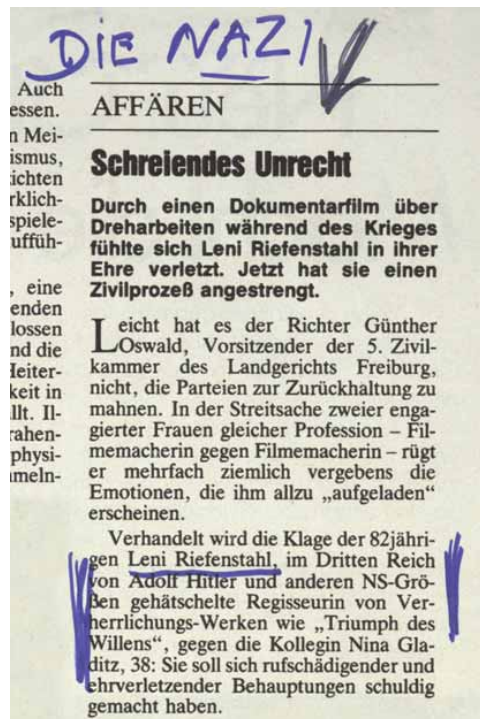 DIE NAZI
Auch
essen.
n Mei-
ismus,
ichten
rklich-
spiele-
uffüh-
, eine
enden
lossen
nd die
Heiter-
keit in
llt. Il-
rahen-
physi-
meln-
AFFÄREN
Schreiendes Unrecht
Durch einen Dokumentarfilm über
Dreharbeiten während des Krieges
fühlte sich Leni Riefenstahl in ihrer
Ehre verletzt. Jetzt hat sie einen
Zivilprozeß angestrengt.
Leicht hat es der Richter Günther
Oswald, Vorsitzender der 5. Zivil-
kammer des Landgerichts Freiburg,
nicht, die Parteien zur Zurückhaltung zu
mahnen. In der Streitsache zweier enga-
gierter Frauen gleicher Profession – Fil-
memacherin gegen Filmemacherin – rügt
er mehrfach ziemlich vergebens die
Emotionen, die ihm allzu „aufgeladen“
erscheinen.
Verhandelt wird die Klage der 82jähri-
gen Leni Riefenstahl, im Dritten Reich
von Adolf Hitler und anderen NS-Grö-
ßen gehätschelte Regisseurin von Ver-
herrlichungs-Werken wie „Triumph des
Willens“, gegen die Kollegin Nina Gla-
ditz, 38: Sie soll sich rufschädigender und
ehrverletzender Behauptungen schuldig
gemacht haben.